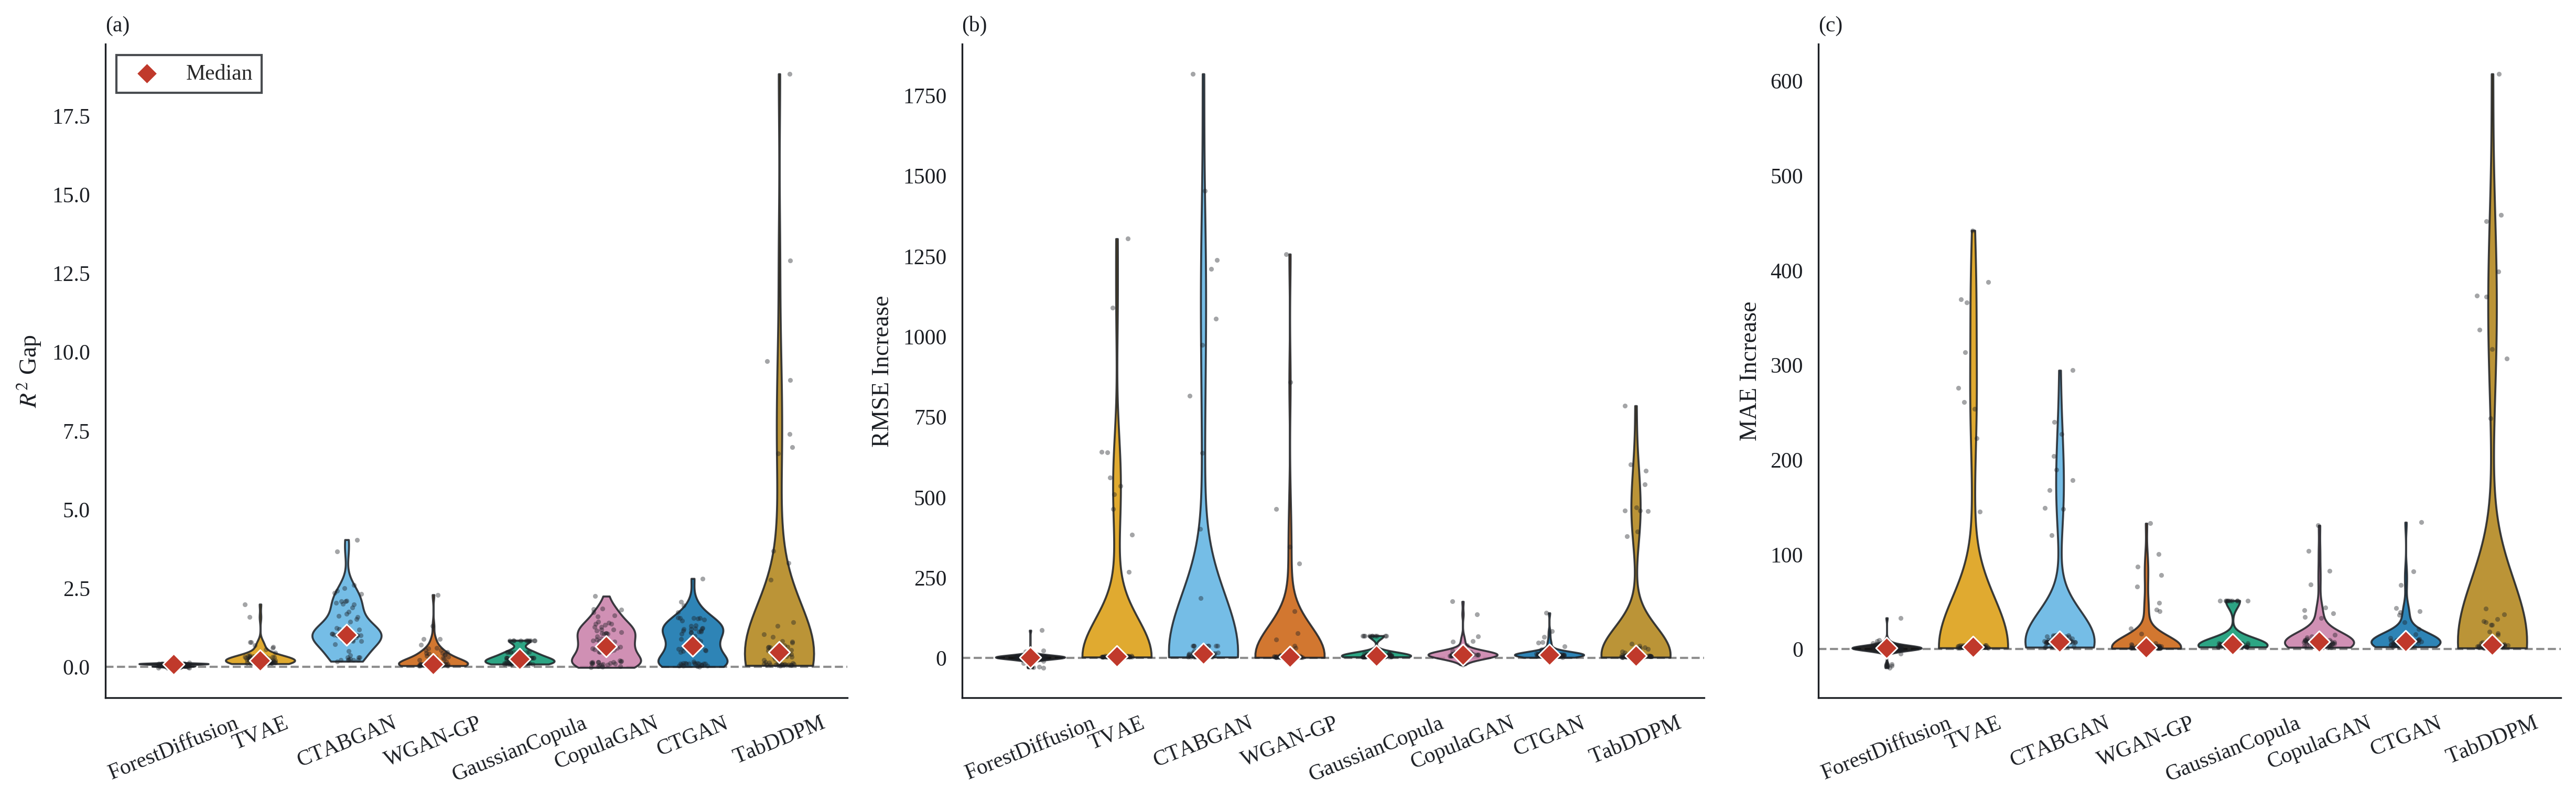 (a)
Median
R² Gap
17.5
15.0
12.5
10.0
7.5
5.0
2.5
0.0
ForestDiffusion
TVAE
CTABGAN
WGAN-GP
GaussianCopula
CopulaGAN
CTGAN
TabDDPM
(b)
RMSE Increase
1750
1500
1250
1000
750
500
250
0
ForestDiffusion
TVAE
CTABGAN
WGAN-GP
GaussianCopula
CopulaGAN
CTGAN
TabDDPM
(c)
MAE Increase
600
500
400
300
200
100
0
ForestDiffusion
TVAE
CTABGAN
WGAN-GP
GaussianCopula
CopulaGAN
CTGAN
TabDDPM